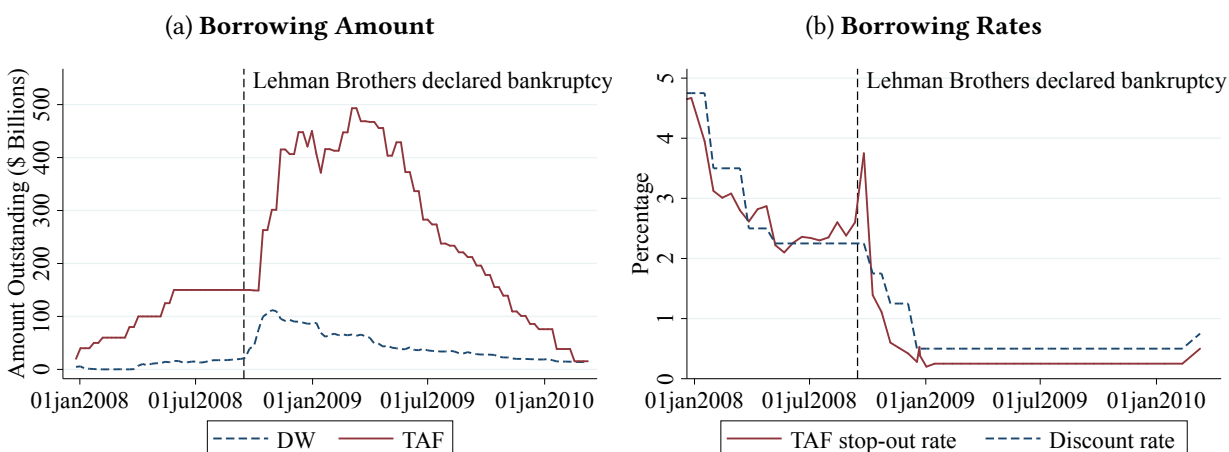 (a) Borrowing Amount
Lehman Brothers declared bankruptcy
Amount Outstanding ($ Billions)
500
400
300
200
100
0
01jan2008 01jul2008 01jan2009 01jul2009 01jan2010
DW TAF
(b) Borrowing Rates
Lehman Brothers declared bankruptcy
Percentage
5
4
3
2
1
0
01jan2008 01jul2008 01jan2009 01jul2009 01jan2010
TAF stop-out rate Discount rate